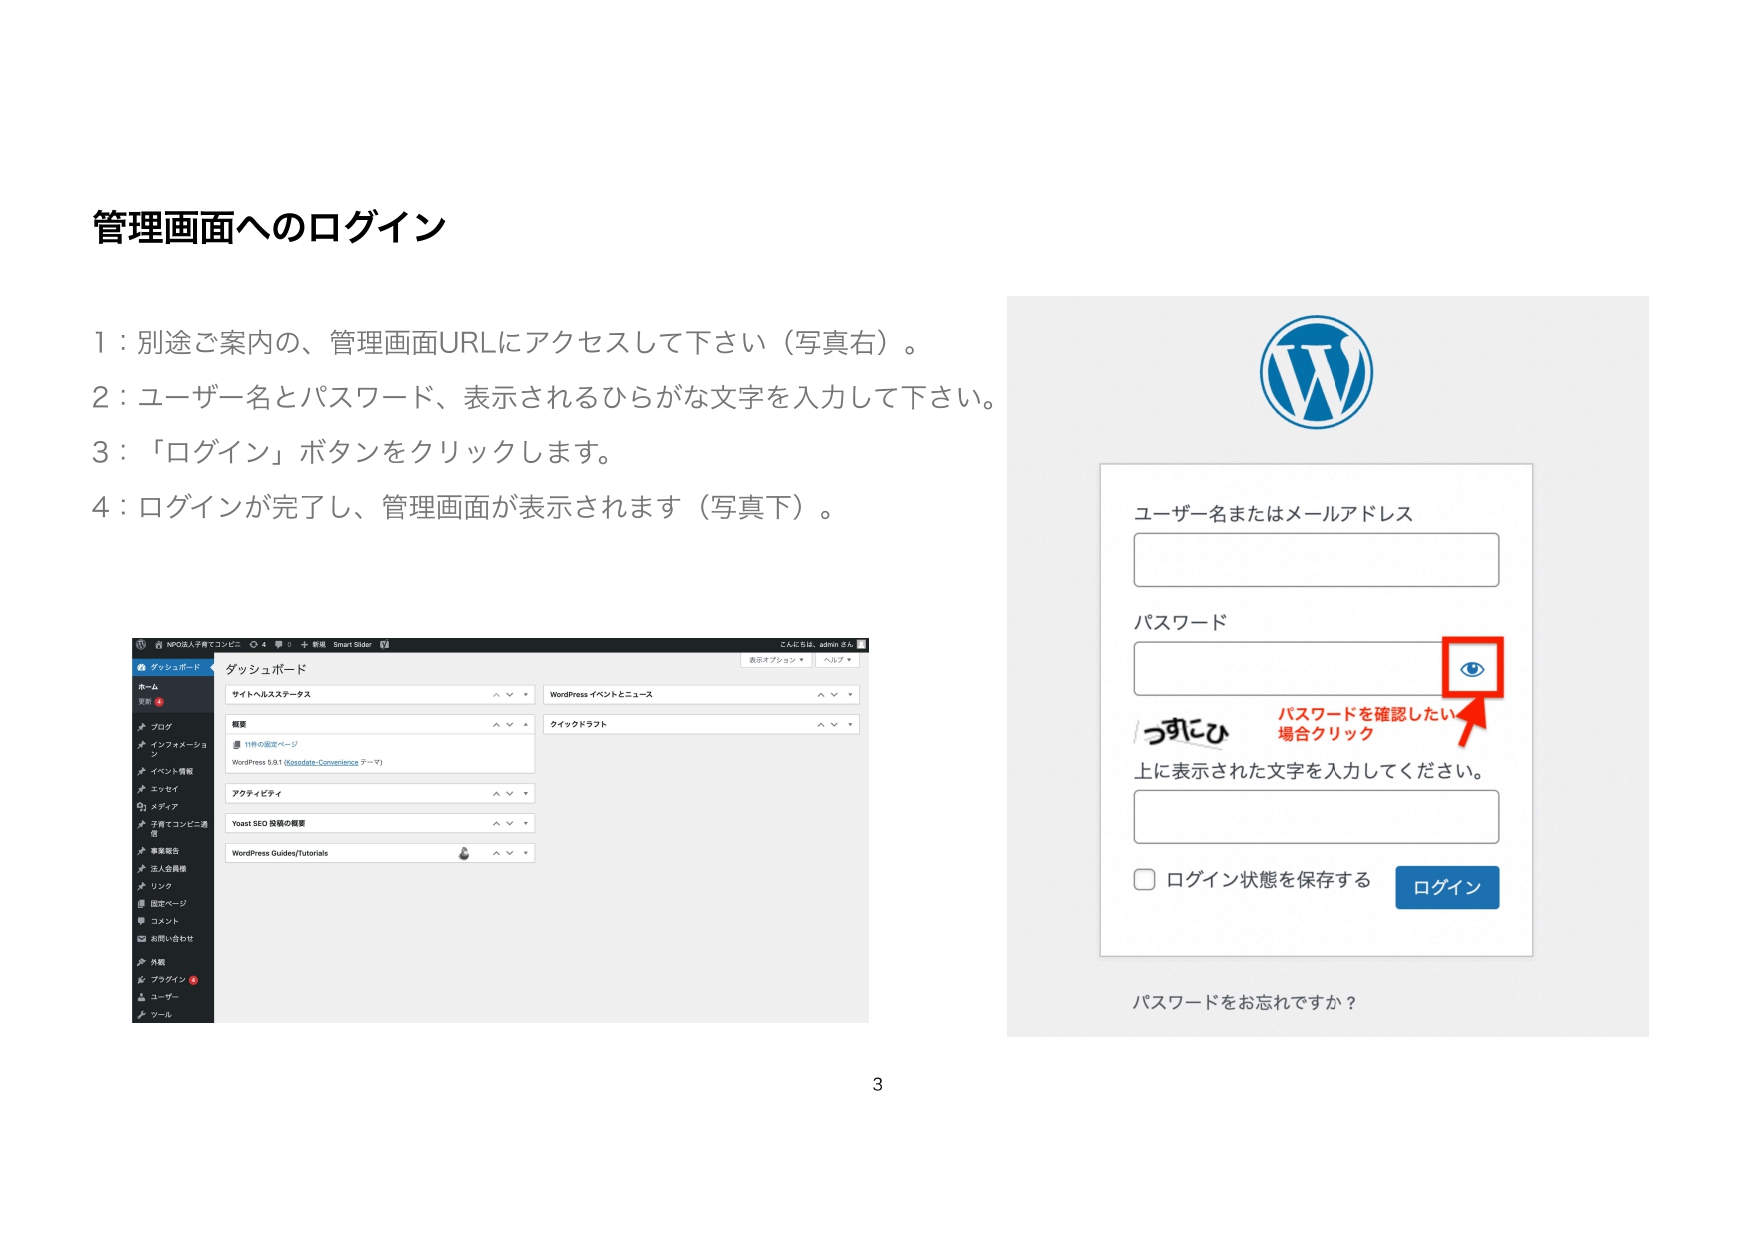 管理画面へのログイン
1：別途ご案内の、管理画面URLにアクセスして下さい（写真右）。
2：ユーザー名とパスワード、表示されるひらがな文字を入力して下さい。
3：「ログイン」ボタンをクリックします。
4：ログインが完了し、管理画面が表示されます（写真下）。
NPO法人子育てコンビニ 4 0 新規 Smart Slider こんにちは、admin さん
ダッシュボード
ホーム
更新 4
ブログ
インフォメーショ
ン
イベント情報
エッセイ
メディア
子育てコンビニ通
信
事業報告
法人会員様
リンク
固定ページ
コメント
お問い合わせ
外観
プラグイン 4
ユーザー
ツール
表示オプション ▼ ヘルプ ▼
ダッシュボード
サイトヘルスステータス
概要
11件の固定ページ
WordPress 5.9.1 (Kosodate-Convenience テーマ)
アクティビティ
Yoast SEO 投稿の概要
WordPress Guides/Tutorials
WordPress イベントとニュース
クイックドラフト
ユーザー名またはメールアドレス
パスワード
パスワードを確認したい
場合クリック
つすにひ
上に表示された文字を入力してください。
ログイン状態を保存する
ログイン
パスワードをお忘れですか？
3